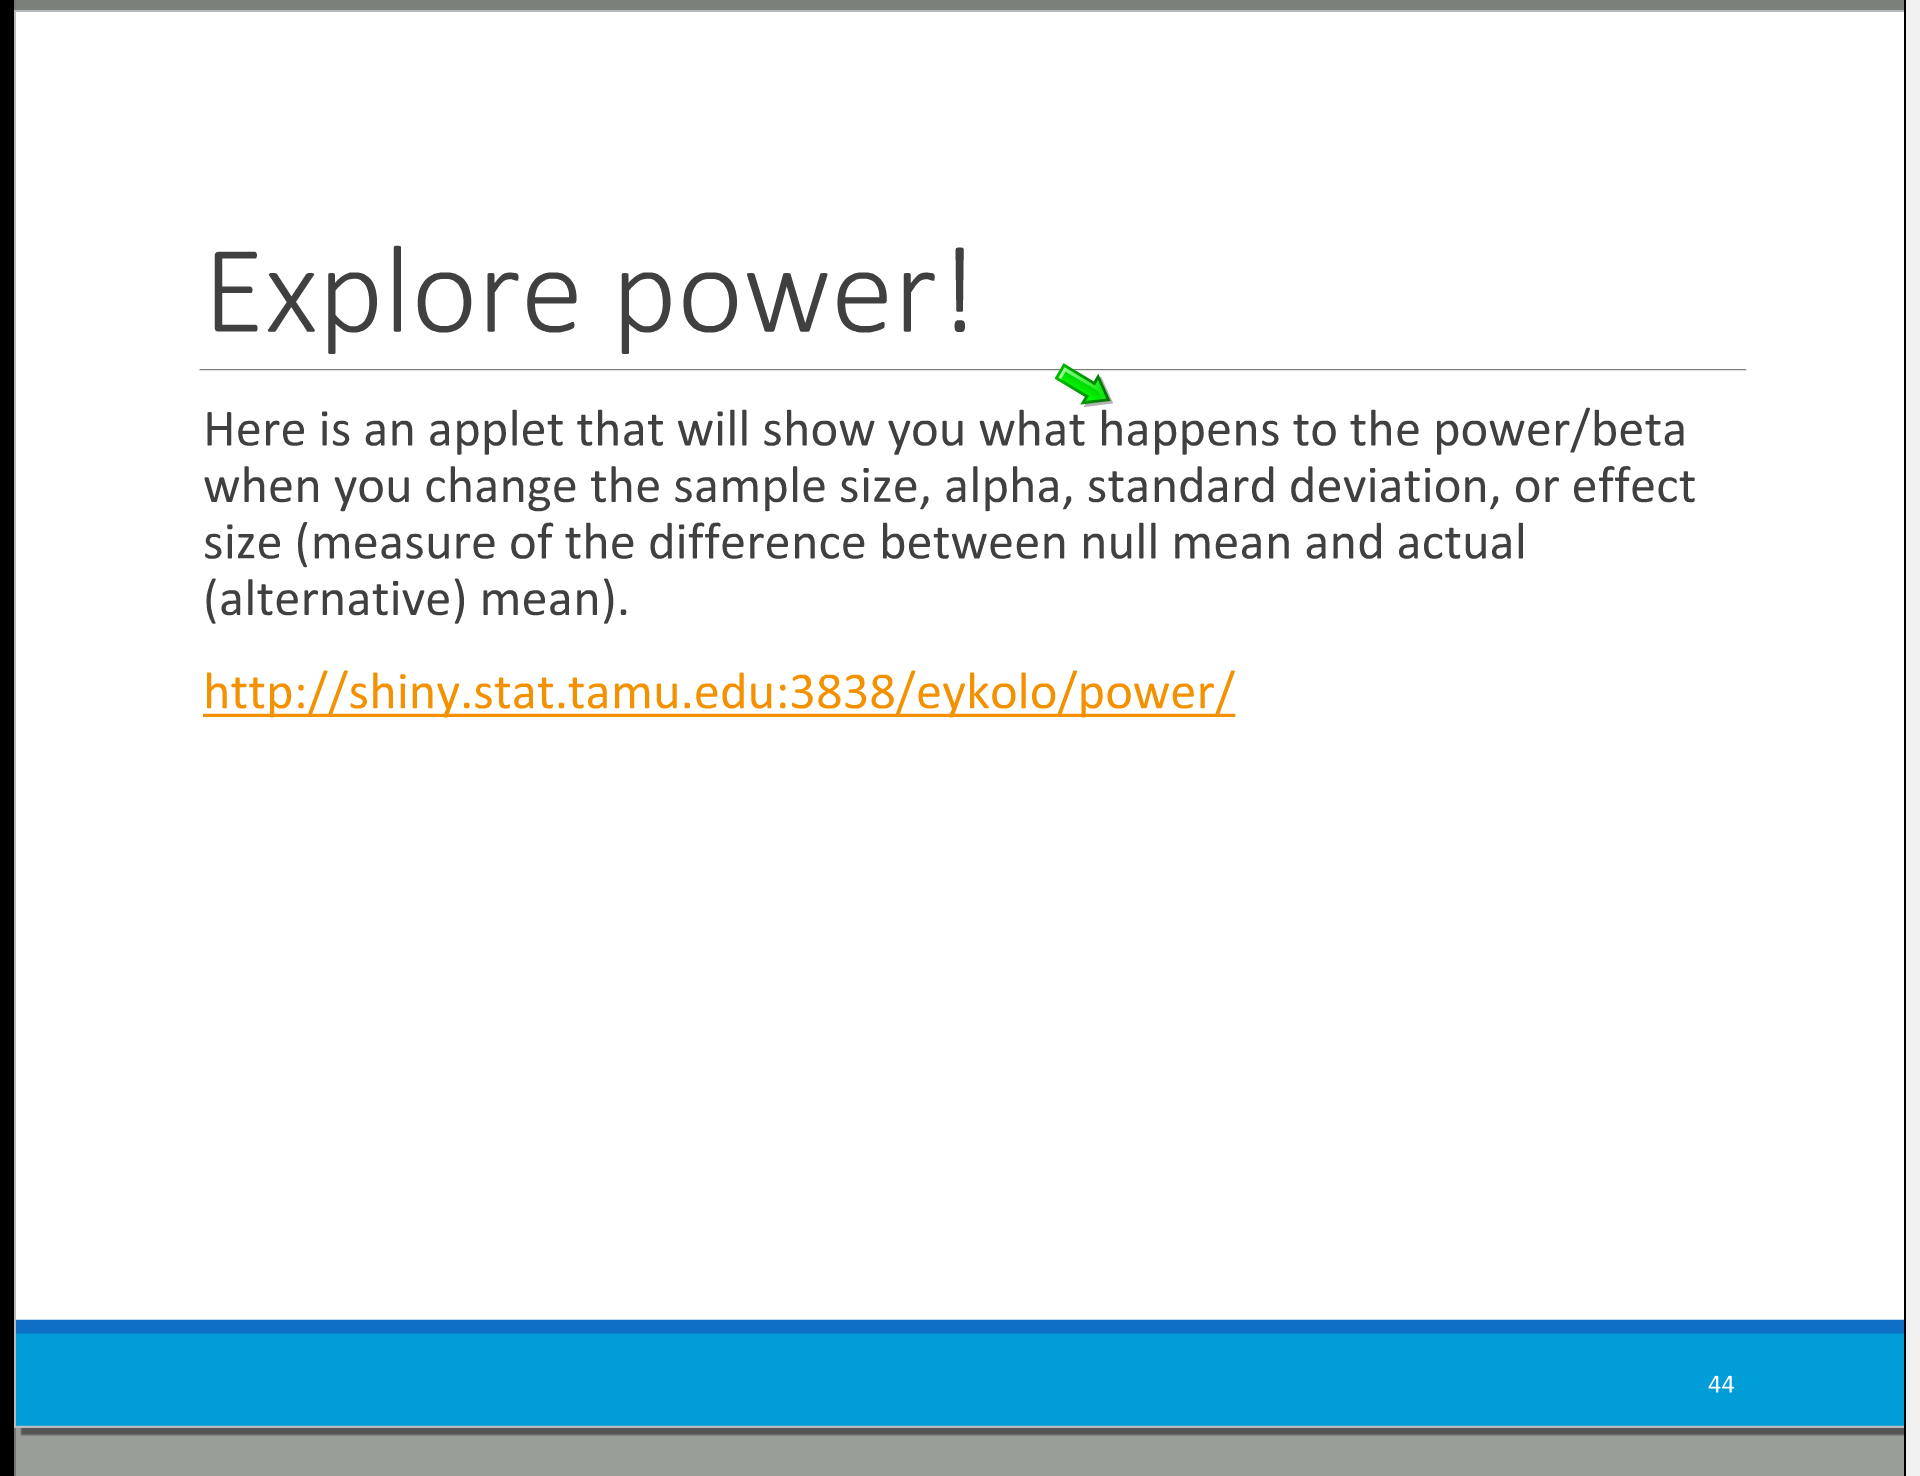 Explore power!
Here is an applet that will show you what happens to the power/beta
when you change the sample size, alpha, standard deviation, or effect
size (measure of the difference between null mean and actual
(alternative) mean).
http://shiny.stat.tamu.edu:3838/eykolo/power/
44